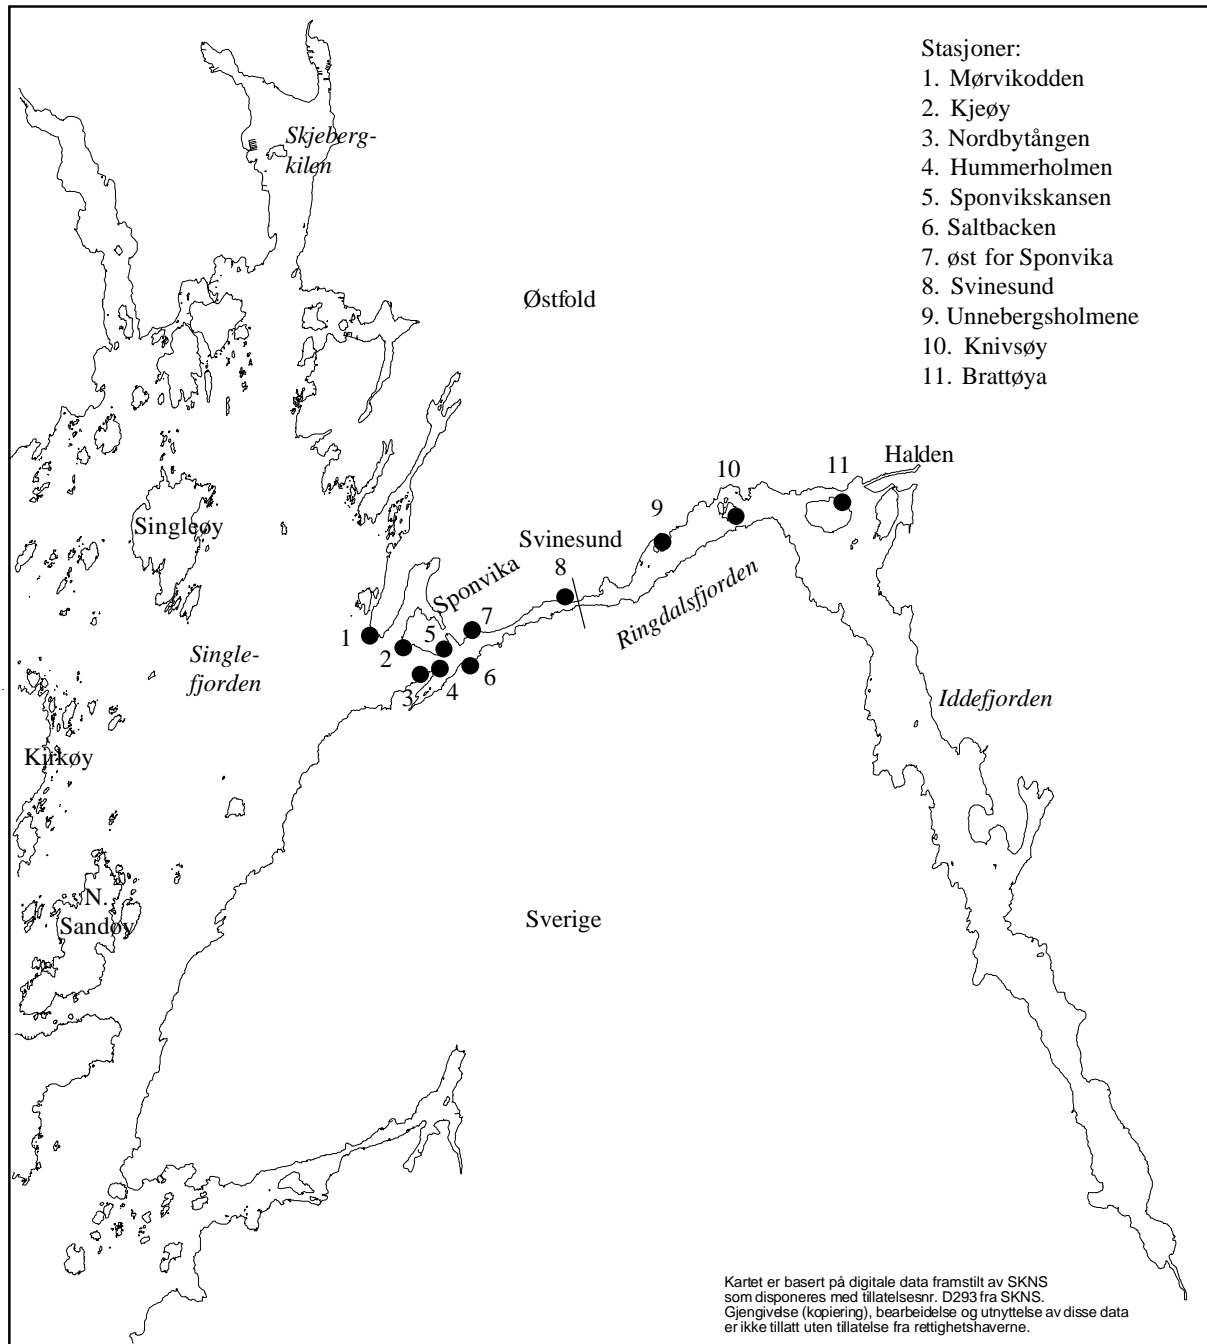 Stasjoner:
1. Mørvikodden
2. Kjeøy
3. Nordbytången
4. Hummerholmen
5. Sponvikskansen
6. Saltbacken
7. øst for Sponvika
8. Svinesund
9. Unnebergsholmene
10. Knivsøy
11. Brattøya
Skjeberg-
kilen
Østfold
Halden
10
11
9
Singleøy
Svinesund
8
Sponvika
7
Ringdalsfjorden
1
2
5
3
4
6
Single-
fjorden
Iddefjorden
Kirkøy
N.
Sandøy
Sverige
Kartet er basert på digitale data framstilt av SKNS
som disponeres med tillatelsesnr. D293 fra SKNS.
Gjengivelse (kopiering), bearbeidelse og utnyttelse av disse data
er ikke tillatt uten tillatelse fra rettighetshaverne.